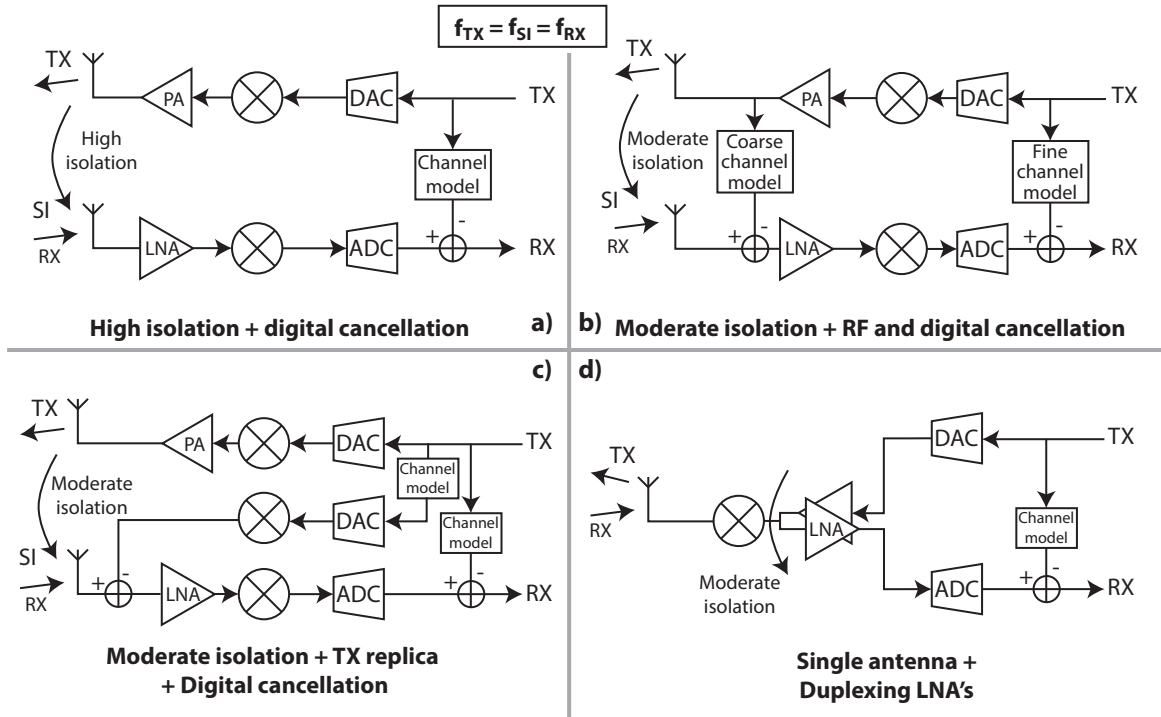 f_TX = f_SI = f_RX
TX
PA
DAC
TX
High
isolation
Channel
model
SI
RX
LNA
ADC
+
-
RX
High isolation + digital cancellation
a)
TX
PA
DAC
TX
Moderate
isolation
Coarse
channel
model
Fine
channel
model
SI
RX
+
-
LNA
ADC
+
-
RX
b)
Moderate isolation + RF and digital cancellation
c)
TX
PA
DAC
TX
Channel
model
Moderate
isolation
DAC
Channel
model
SI
RX
+
-
LNA
ADC
+
-
RX
Moderate isolation + TX replica
+ Digital cancellation
d)
DAC
TX
TX
RX
LNA
Channel
model
Moderate
isolation
ADC
+
-
RX
Single antenna +
Duplexing LNA's